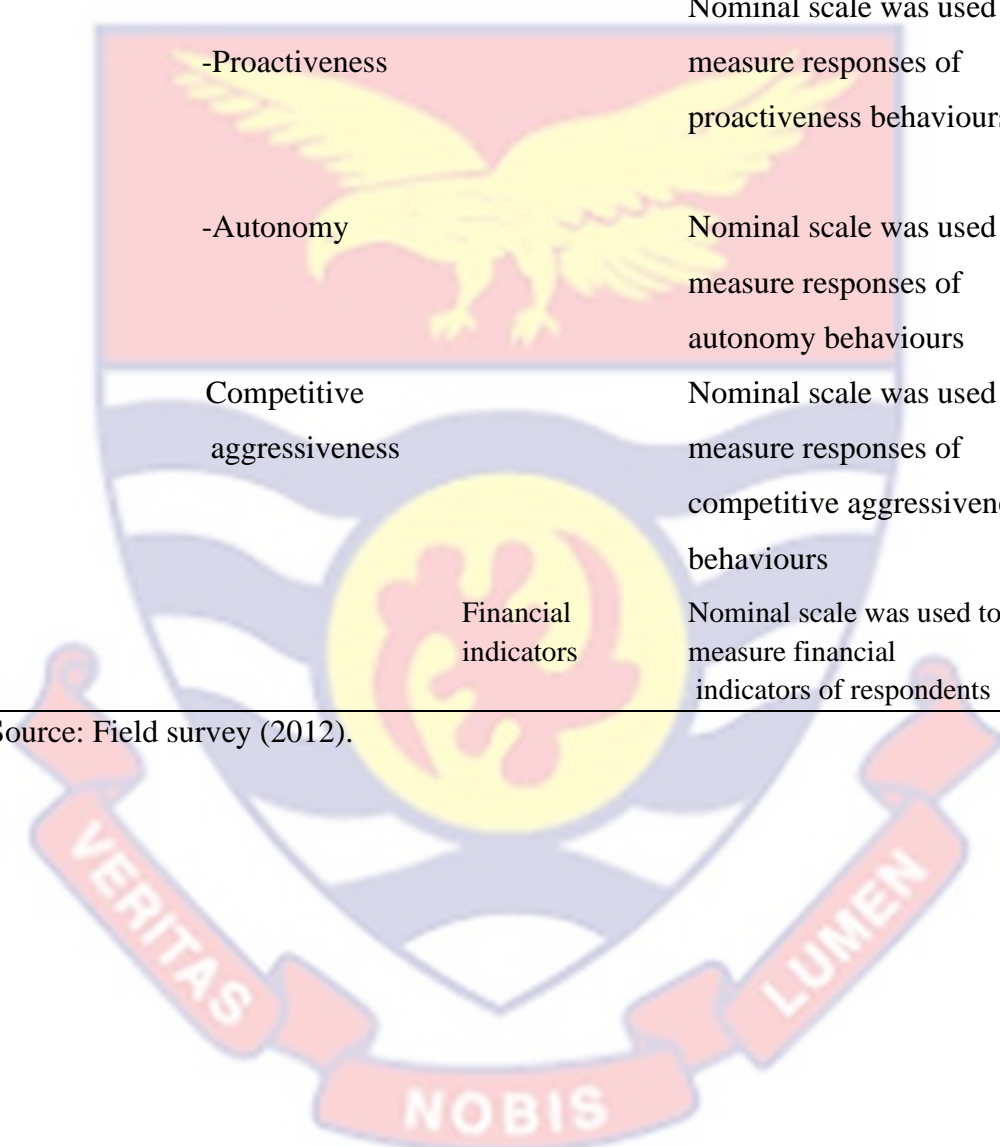 Nominal scale was used
-Proactiveness measure responses of
proactiveness behaviours
-Autonomy Nominal scale was used
measure responses of
autonomy behaviours
Competitive Nominal scale was used
aggressiveness measure responses of
competitive
behaviours
Financial Nominal scale was used to
indicators measure financial
indicators of respondents
Source: Field survey (2012).
VERITAS
NOBIS
LUMEN